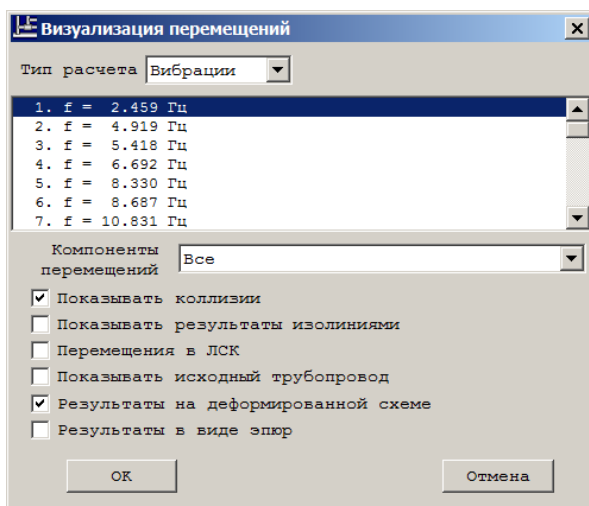 Визуализация перемещений
Тип расчета Вибрации
1. f = 2.459 Гц
2. f = 4.919 Гц
3. f = 5.418 Гц
4. f = 6.692 Гц
5. f = 8.330 Гц
6. f = 8.687 Гц
7. f = 10.831 Гц
Компоненты
перемещений
Все
Показывать коллизии
Показывать результаты изолиниями
Перемещения в ЛСК
Показывать исходный трубопровод
Результаты на деформированной схеме
Результаты в виде эпюр
OK Отмена